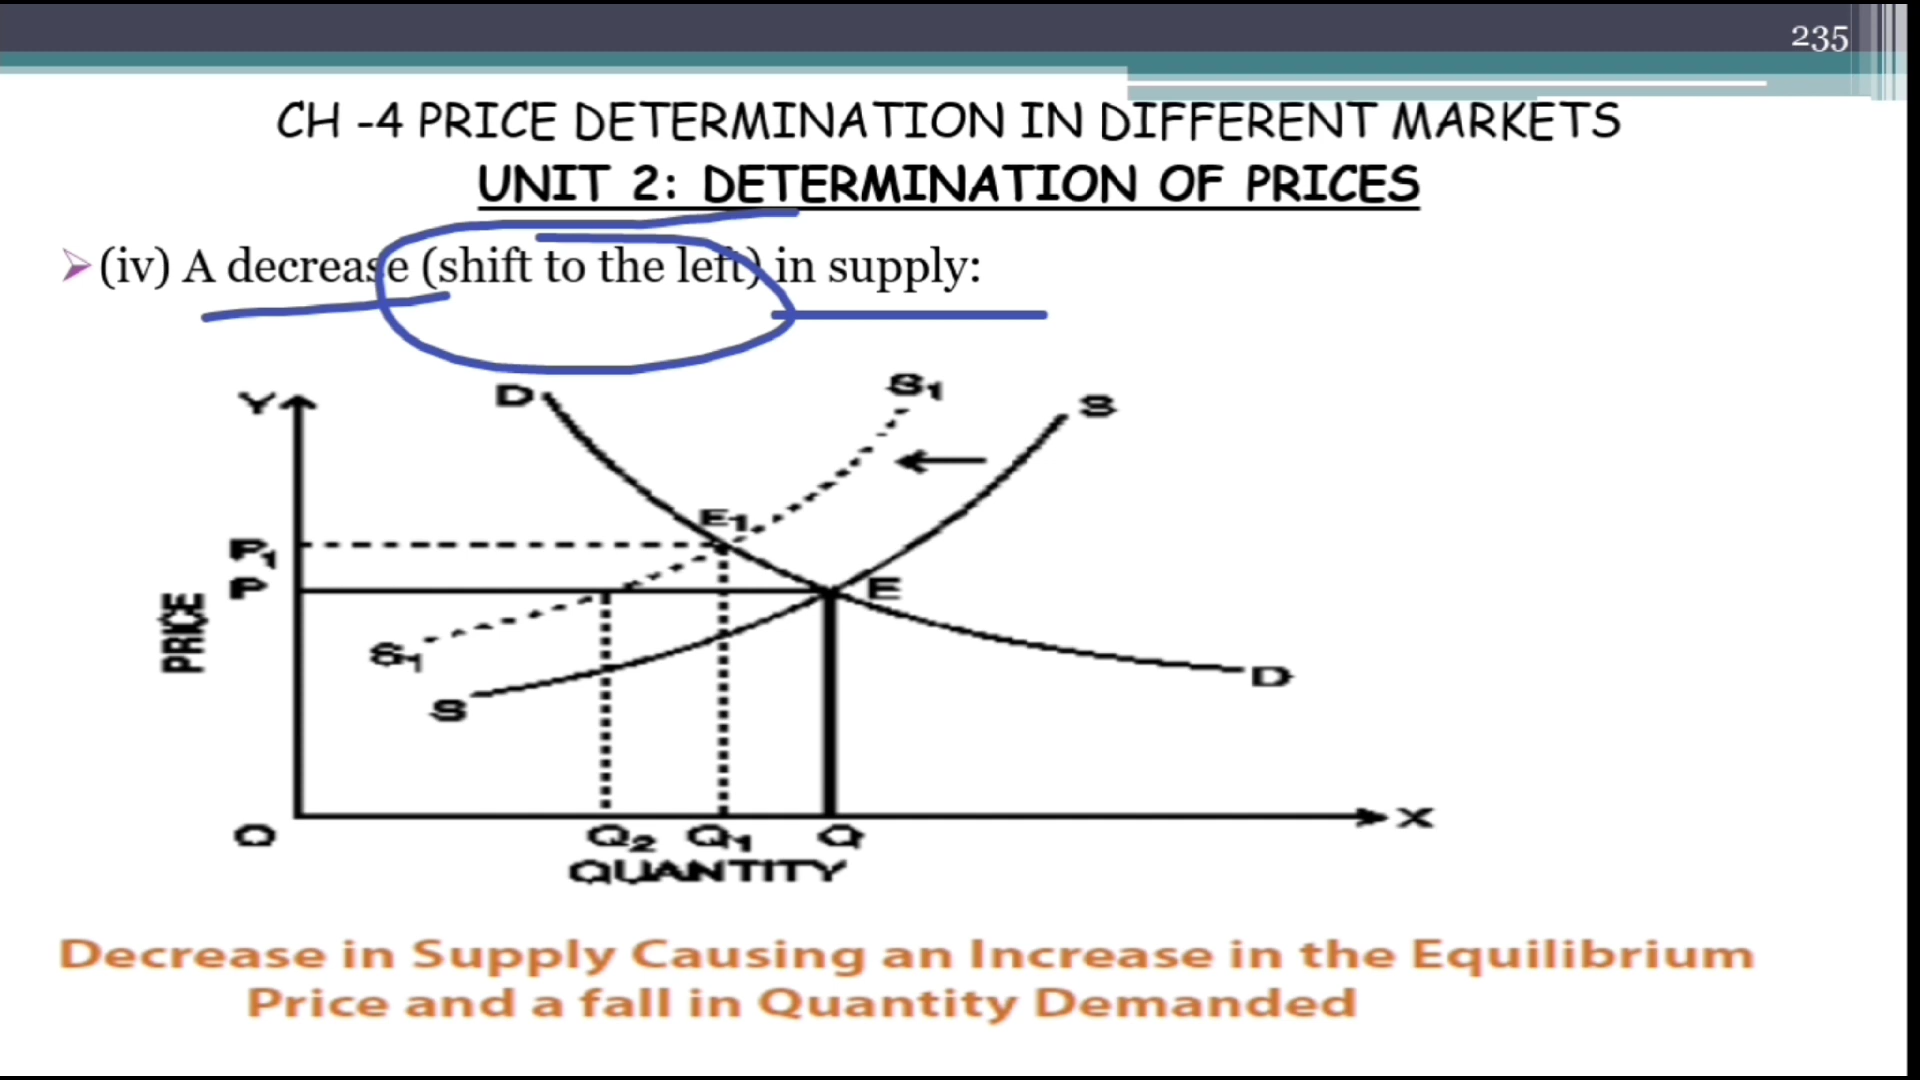 235
CH -4 PRICE DETERMINATION IN DIFFERENT MARKETS
UNIT 2: DETERMINATION OF PRICES
(iv) A decrease (shift to the left) in supply:
Y
D
S1
S
E1
P1
P
E
PRICE
S1
S
D
O
Q2 Q1 Q
X
QUANTITY
Decrease in Supply Causing an Increase in the Equilibrium
Price and a fall in Quantity Demanded